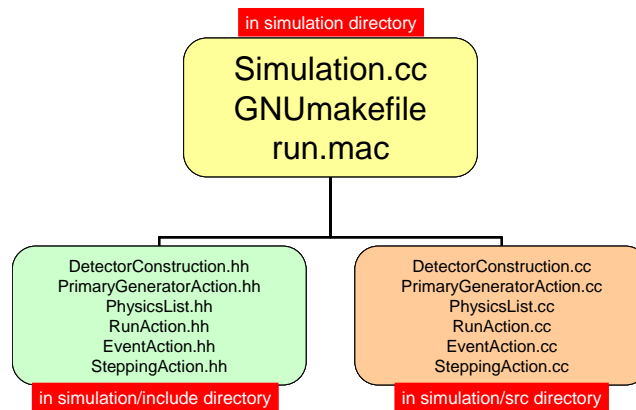 in simulation directory
Simulation.cc
GNUmakefile
run.mac
DetectorConstruction.hh
PrimaryGeneratorAction.hh
PhysicsList.hh
RunAction.hh
EventAction.hh
SteppingAction.hh
in simulation/include directory
DetectorConstruction.cc
PrimaryGeneratorAction.cc
PhysicsList.cc
RunAction.cc
EventAction.cc
SteppingAction.cc
in simulation/src directory